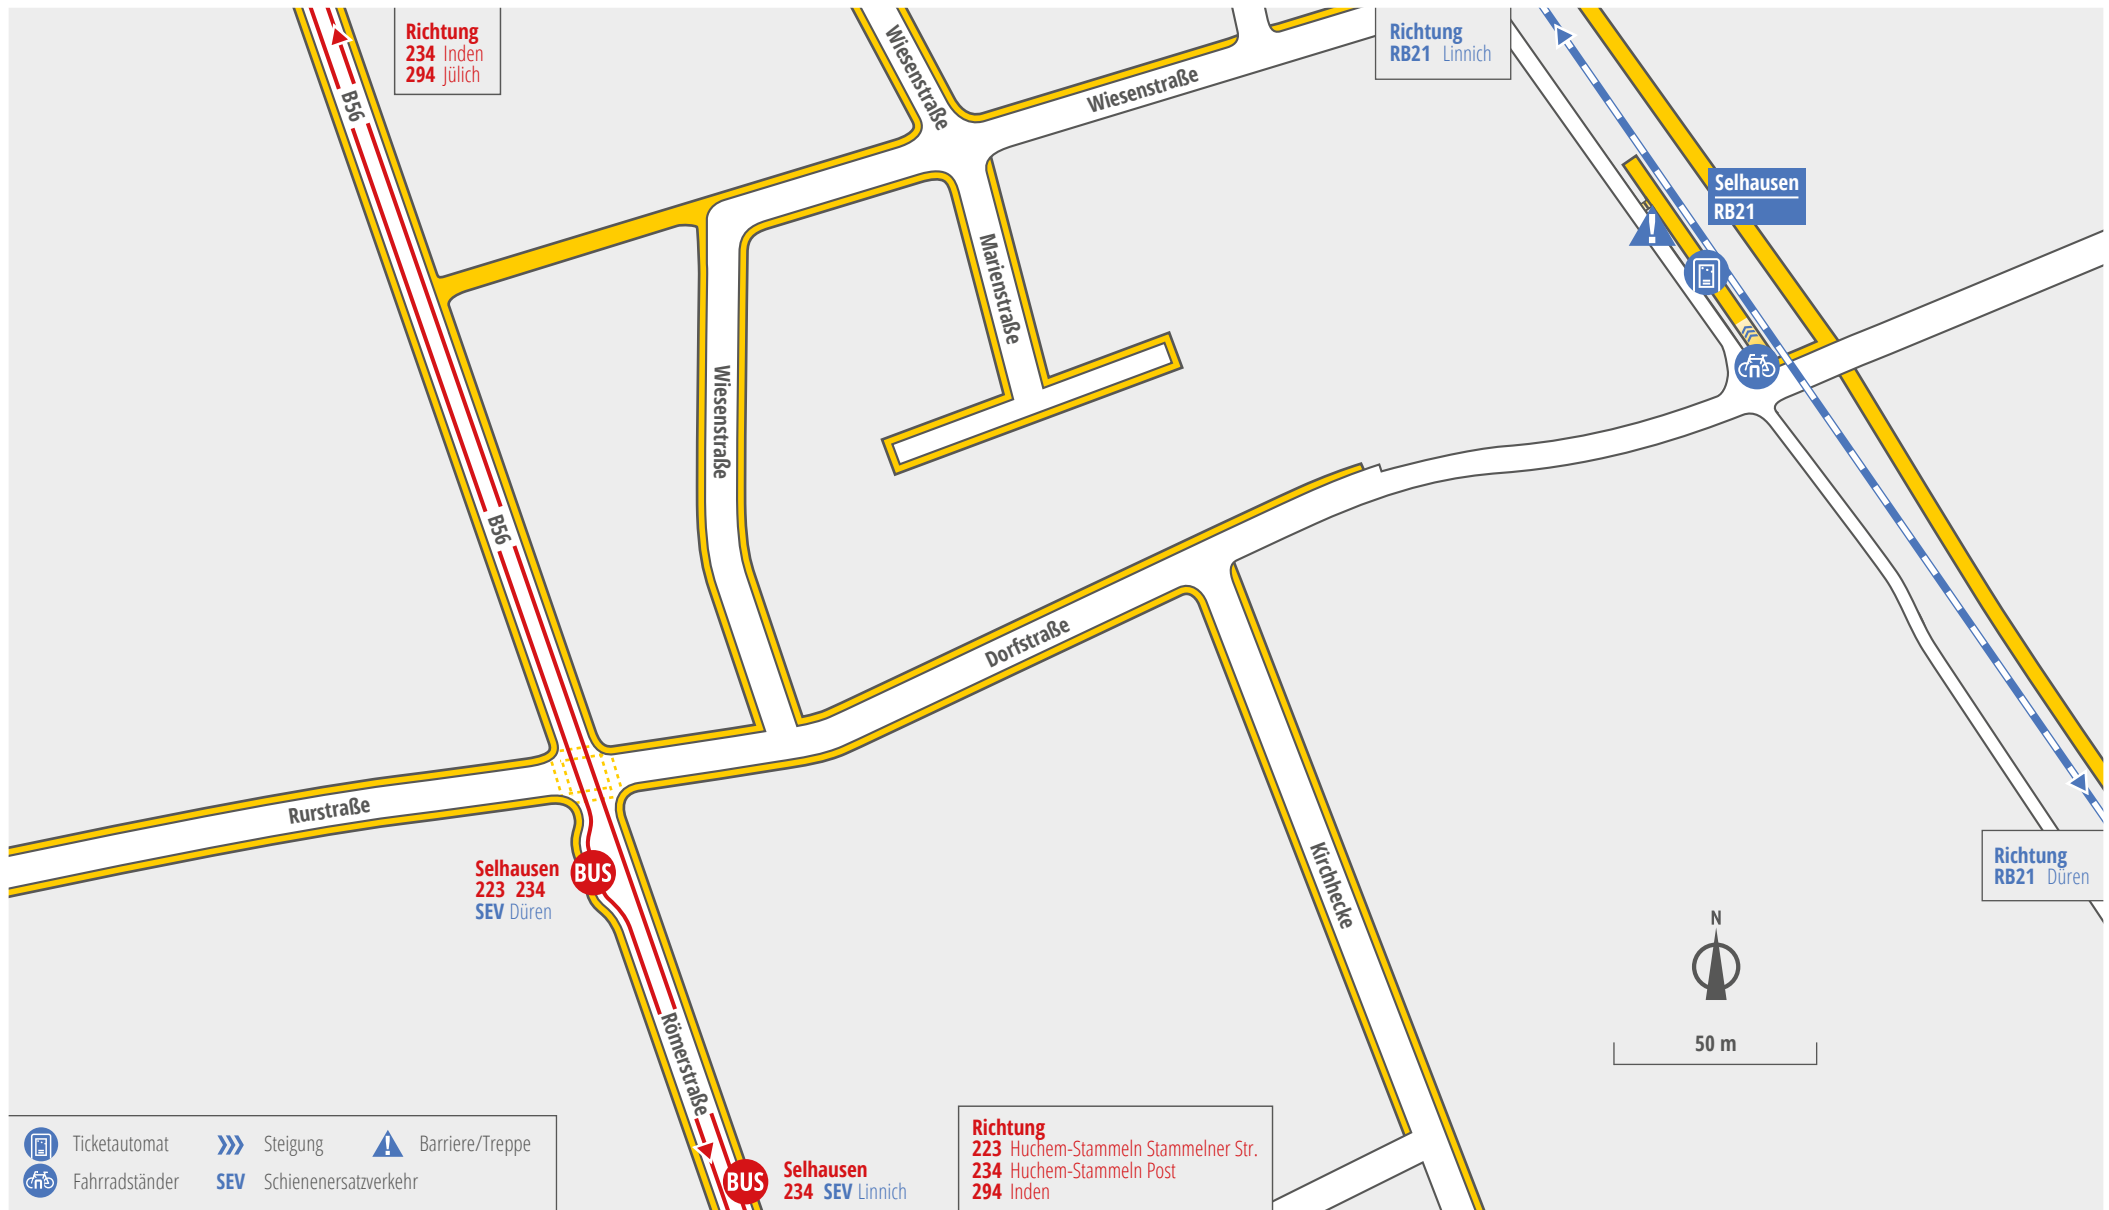 Richtung
234 Inden
294 Jülich
Richtung
RB21 Linnich
B56
Wiesenstraße
Wiesenstraße
Selhausen
RB21
Marienstraße
Wiesenstraße
B56
Dorfstraße
Rurstraße
Selhausen
223 234
SEV Düren
BUS
Kirchhecke
Richtung
RB21 Düren
N
50 m
Römerstraße
BUS
Selhausen
234 SEV Linnich
Richtung
223 Huchem-Stammeln Stammelner Str.
234 Huchem-Stammeln Post
294 Inden
Ticketautomat
Steigung
Barriere/Treppe
Fahrradständer
SEV Schienenersatzverkehr